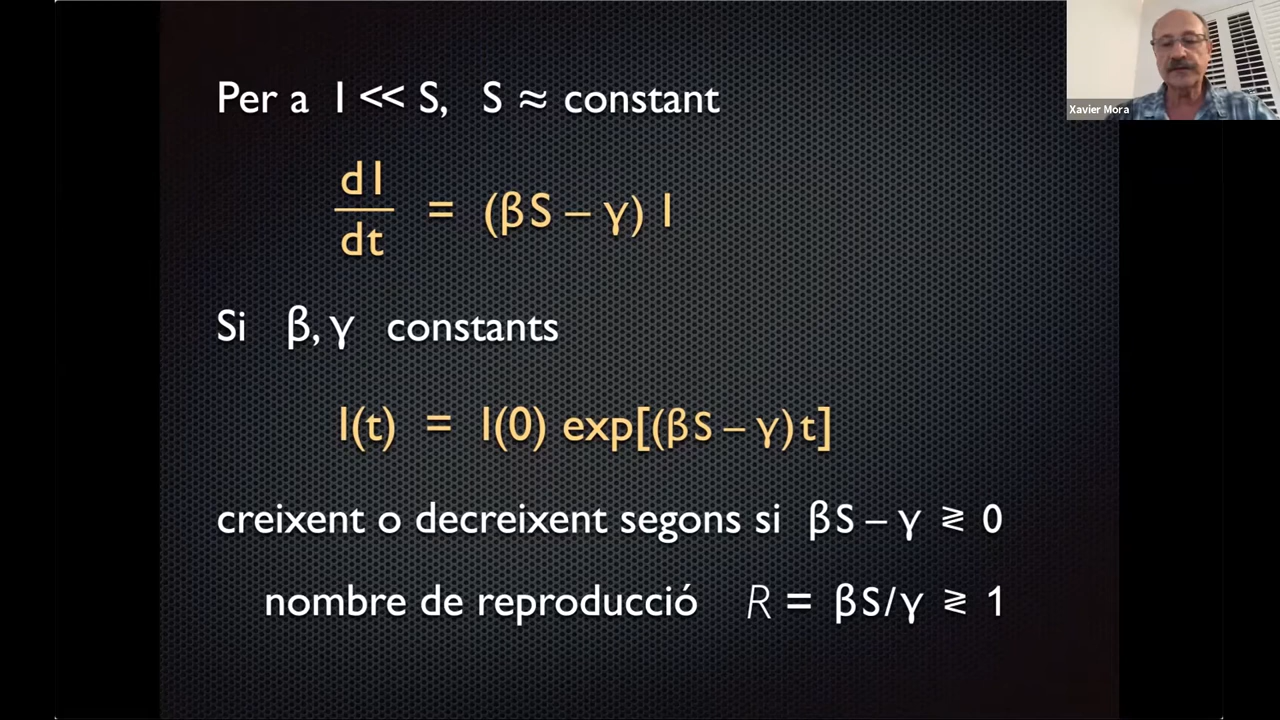 Per a I << S, S ≈ constant
dI
dt
= (βS – γ) I
Si β, γ constants
I(t) = I(0) exp[(βS – γ) t]
creixent o decreixent segons si βS – γ ≷ 0
nombre de reproducció R = βS/γ ≷ 1
Xavier Mora